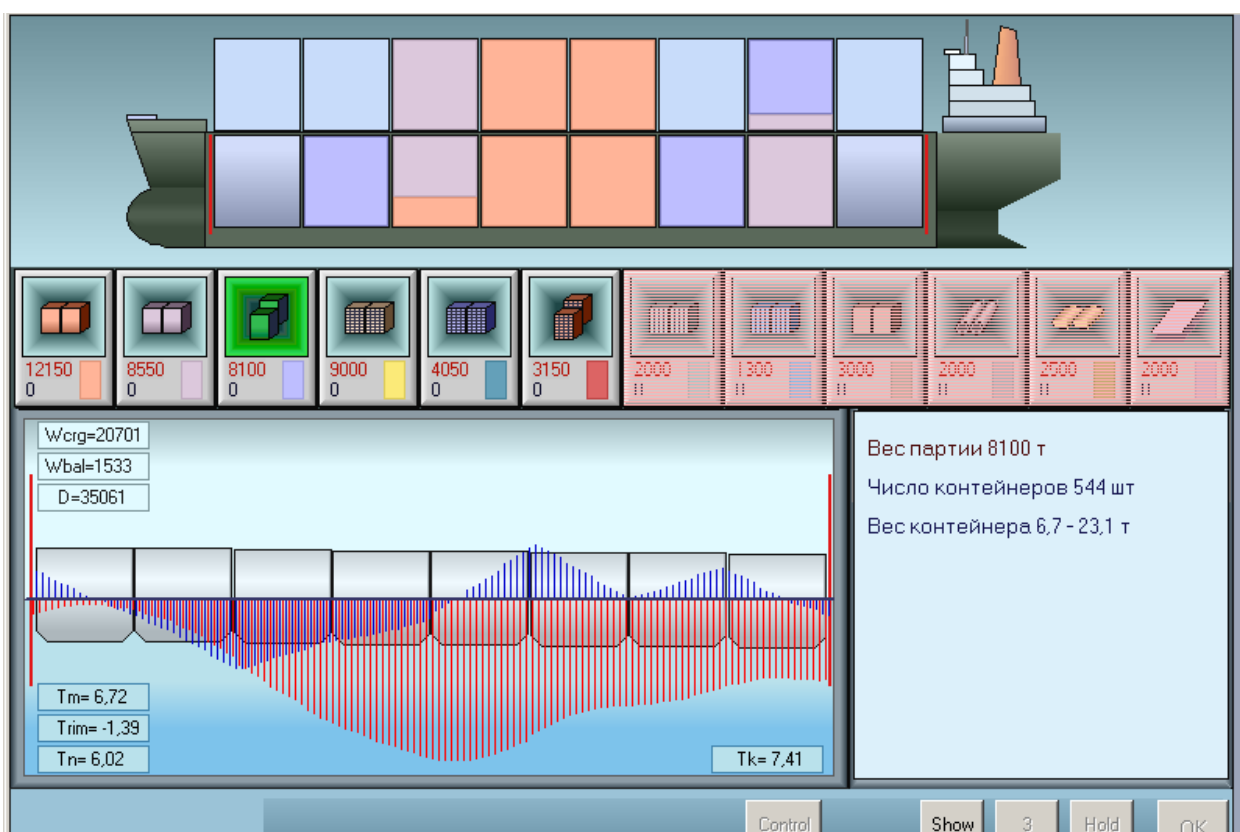 12150 8550 8100 9000 4050 3150 2000 1300 3000 2000 2500 2000
0 0 0 0 0 0
Wcrg=20701
Wbal=1533
D=35061
Tm= 6,72
Trim= -1,39
Tn= 6,02
Tk= 7,41
Вес партии 8100 т
Число контейнеров 544 шт
Вес контейнера 6,7 - 23,1 т
Control Show 3 Hold OK